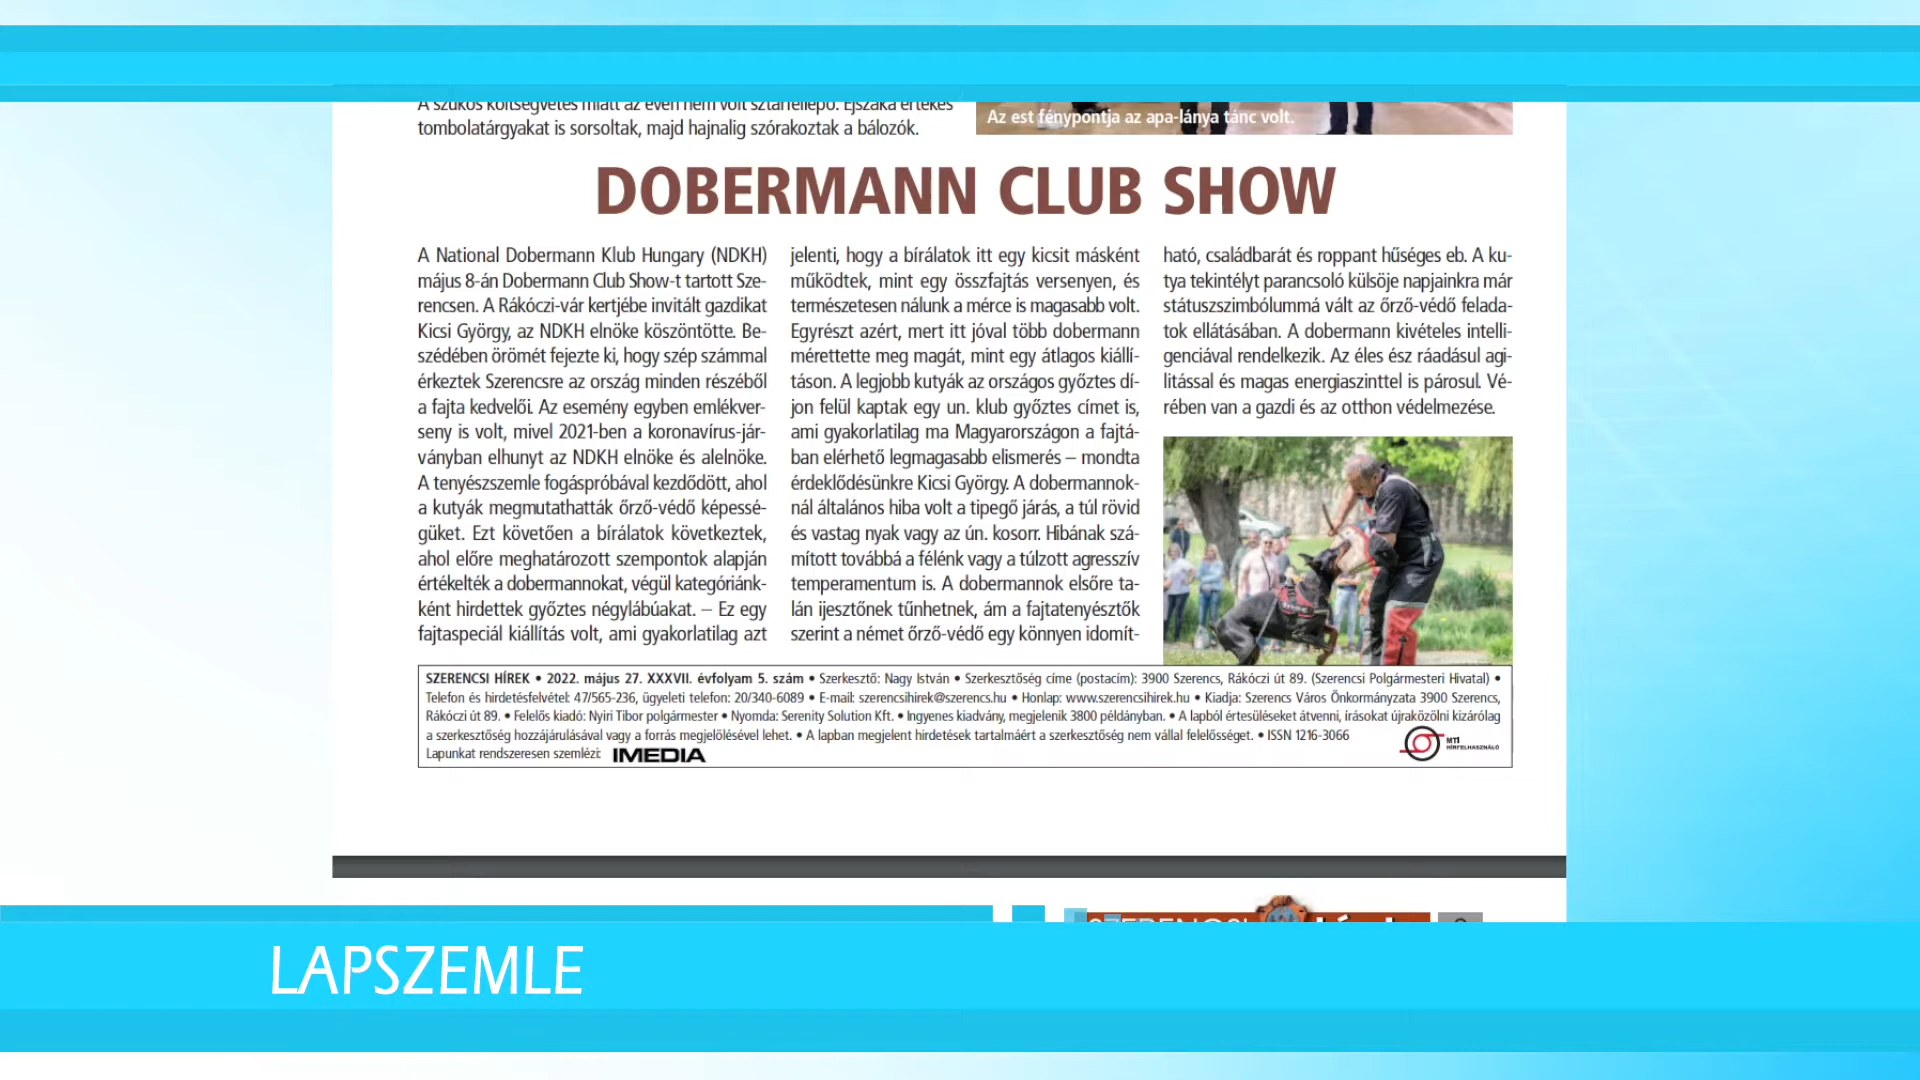 A szűkös költségvetés miatt az éven nem volt sztárfellépő. Éjszaka értékes
tombolatárgyakat is sorsoltak, majd hajnalig szórakoztak a bálozók.
Az est fénypontja az apa-lánya tánc volt.
DOBERMANN CLUB SHOW
A National Dobermann Klub Hungary (NDKH)
május 8-án Dobermann Club Show-t tartott Sze-
rencsen. A Rákóczi-vár kertjébe invitált gazdikat
Kicsi György, az NDKH elnöke köszöntötte. Be-
szédében örömét fejezte ki, hogy szép számmal
érkeztek Szerencsre az ország minden részéből
a fajta kedvelői. Az esemény egyben emlékver-
seny is volt, mivel 2021-ben a koronavírus-jár-
ványban elhunyt az NDKH elnöke és alelnöke.
A tenyészszemle fogáspróbával kezdődött, ahol
a kutyák megmutathatták őrző-védő képessé-
güket. Ezt követően a bírálatok következtek,
ahol előre meghatározott szempontok alapján
értékelték a dobermannokat, végül kategóriánk-
ként hirdettek győztes négylábúakat. – Ez egy
fajtaspeciál kiállítás volt, ami gyakorlatilag azt
jelenti, hogy a bírálatok itt egy kicsit másként
működtek, mint egy összfajtás versenyen, és
természetesen nálunk a mérce is magasabb volt.
Egyrészt azért, mert itt jóval több dobermann
mérettette meg magát, mint egy átlagos kiállí-
táson. A legjobb kutyák az országos győztes dí-
jon felül kaptak egy un. klub győztes címet is,
ami gyakorlatilag ma Magyarországon a fajtá-
ban elérhető legmagasabb elismerés – mondta
érdeklődésünkre Kicsi György. A dobermannok-
nál általános hiba volt a tipegő járás, a túl rövid
és vastag nyak vagy az ún. kosorr. Hibának szá-
mított továbbá a félénk vagy a túlzott agresszív
temperamentum is. A dobermannok elsőre ta-
lán ijesztőnek tűnhetnek, ám a fajtatenyésztők
szerint a német őrző-védő egy könnyen idomít-
ható, családbarát és roppant hűséges eb. A ku-
tya tekintélyt parancsoló külsöje napjainkra már
státuszszimbólummá vált az őrző-védő felada-
tok ellátásában. A dobermann kivételes intelli-
genciával rendelkezik. Az éles ész ráadásul agi-
litással és magas energiaszinttel is párosul. Vé-
rében van a gazdi és az otthon védelmezése.
SZERENCSI HÍREK • 2022. május 27. XXXVII. évfolyam 5. szám • Szerkesztő: Nagy István • Szerkesztőség címe (postacím): 3900 Szerencs, Rákóczi út 89. (Szerencsi Polgármesteri Hivatal) •
Telefon és hirdetésfelvétel: 47/565-236, ügyeleti telefon: 20/340-6089 • E-mail: szerencsihirek@szerencs.hu • Honlap: www.szerencsihirek.hu • Kiadja: Szerencs Város Önkormányzata 3900 Szerencs,
Rákóczi út 89. • Felelős kiadó: Nyiri Tibor polgármester • Nyomda: Serenity Solution Kft. • Ingyenes kiadvány, megjelenik 3800 példányban. • A lapból értesüléseket átvenni, írásokat újraközölni kizárólag
a szerkesztőség hozzájárulásával vagy a forrás megjelölésével lehet. • A lapban megjelent hirdetések tartalmáért a szerkesztőség nem vállal felelősséget. • ISSN 1216-3066
Lapunkat rendszeresen szemlézi: IMEDIA
MTI
HÍRFELHASZNÁLÓ
LAPSZEMLE